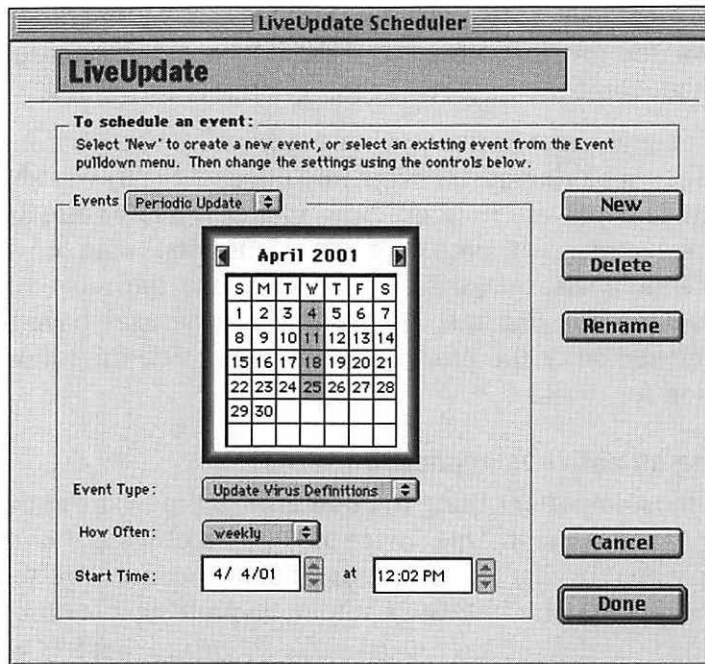 LiveUpdate Scheduler
LiveUpdate
To schedule an event:
Select 'New' to create a new event, or select an existing event from the Event
pulldown menu. Then change the settings using the controls below.
Events Periodic Update
New
Delete
Rename
April 2001
S M T W T F S
1 2 3 4 5 6 7
8 9 10 11 12 13 14
15 16 17 18 19 20 21
22 23 24 25 26 27 28
29 30
Event Type: Update Virus Definitions
How Often: weekly
Start Time: 4/ 4/01 at 12:02 PM
Cancel
Done